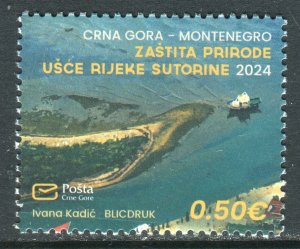 CRNA GORA - MONTENEGRO
ZAŠTITA PRIRODE
UŠĆE RIJEKE SUTORINE 2024
Pošta
Crne Gore
Ivana Kadić BLICDRUK
0.50€